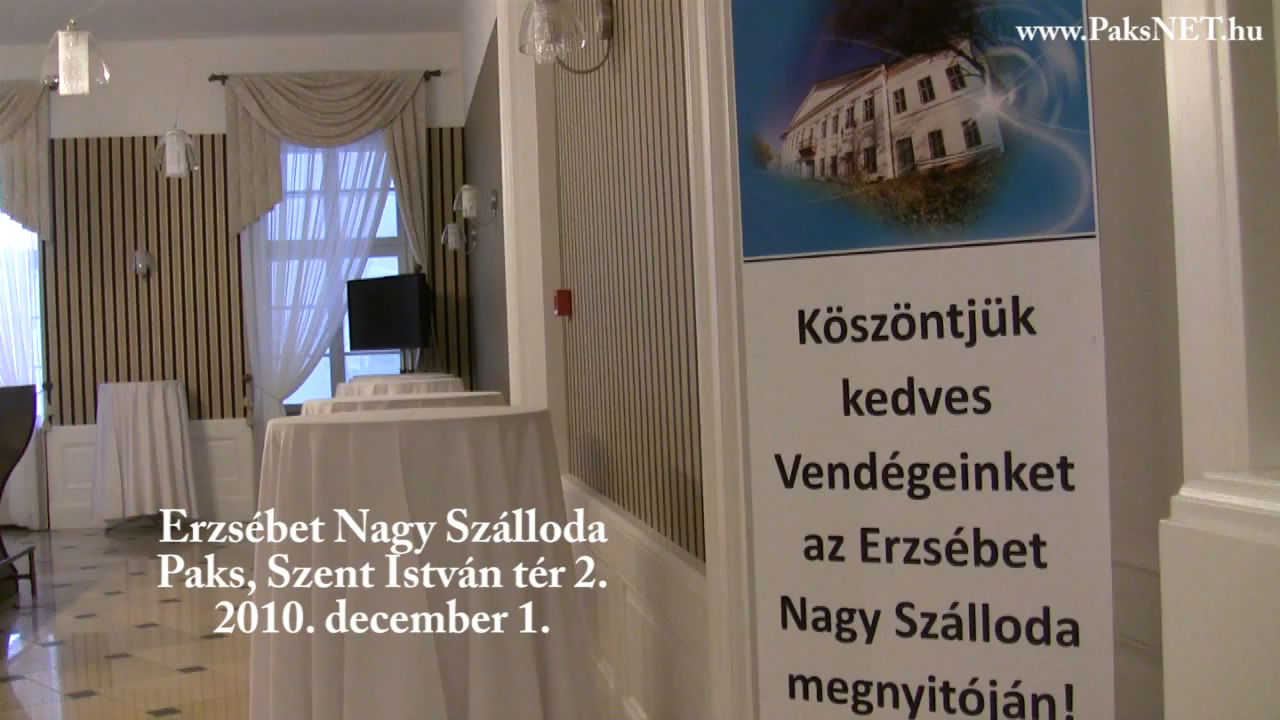 www.PaksNET.hu
Köszöntjük
kedves
Vendégeinket
az Erzsébet
Nagy Szálloda
megnyitóján!
Erzsébet Nagy Szálloda
Paks, Szent István tér 2.
2010. december 1.